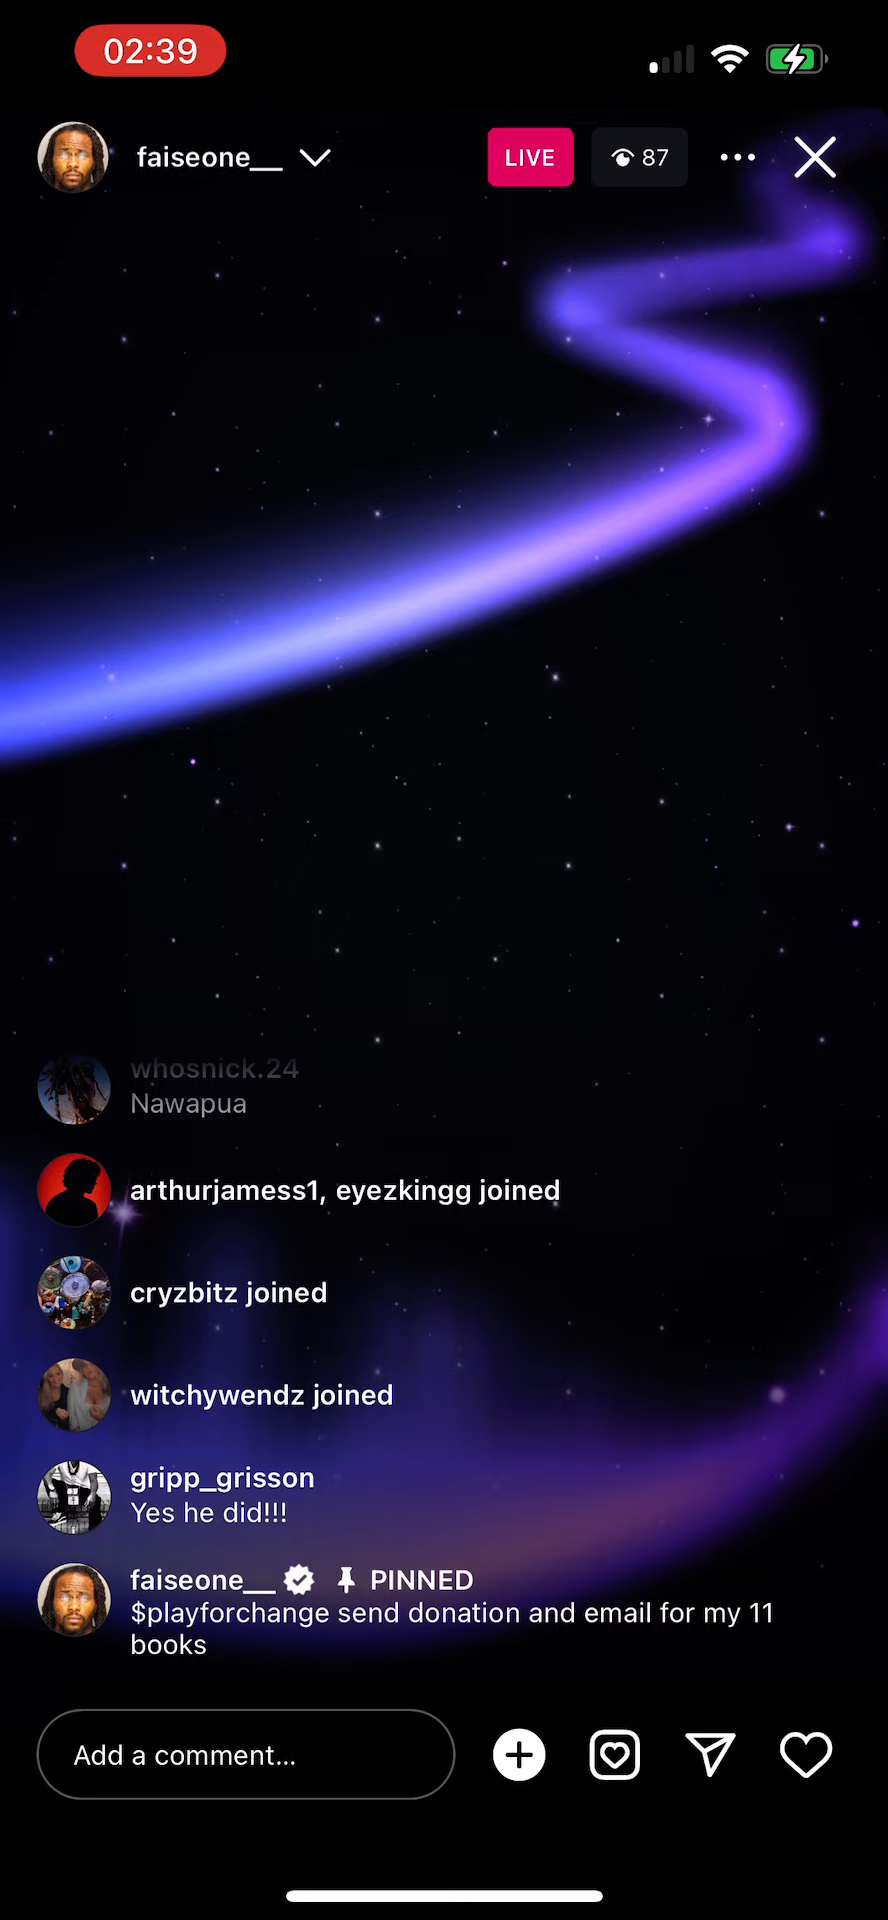 02:39
faiseone__
LIVE
87
whosnick.24
Nawapua
arthurjamess1, eyezkingg joined
cryzbitz joined
witchywendz joined
gripp_grisson
Yes he did!!!
faiseone__ PINNED
$playforchange send donation and email for my 11
books
Add a comment...